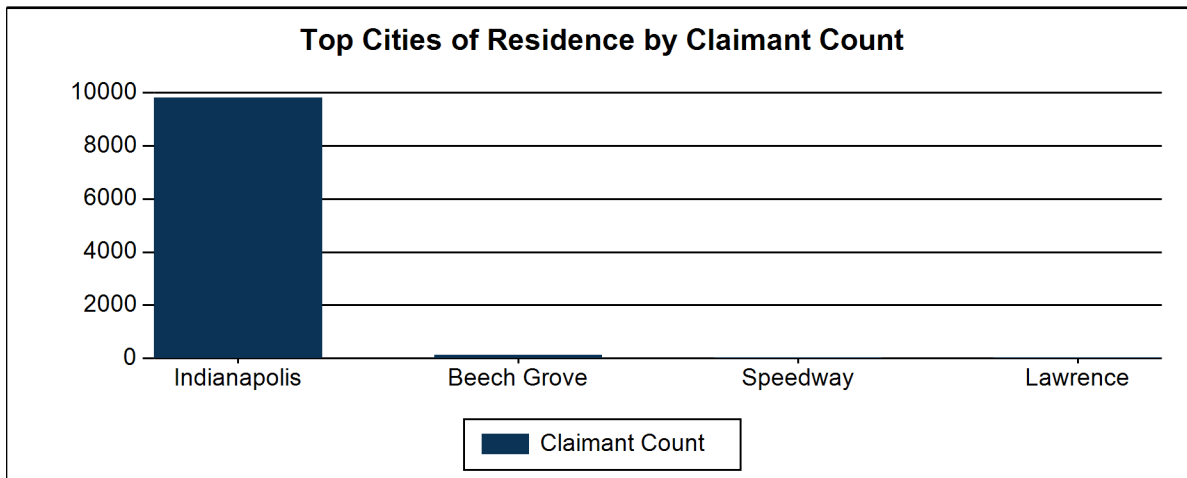 Top Cities of Residence by Claimant Count
10000
8000
6000
4000
2000
0
Indianapolis Beech Grove Speedway Lawrence
Claimant Count